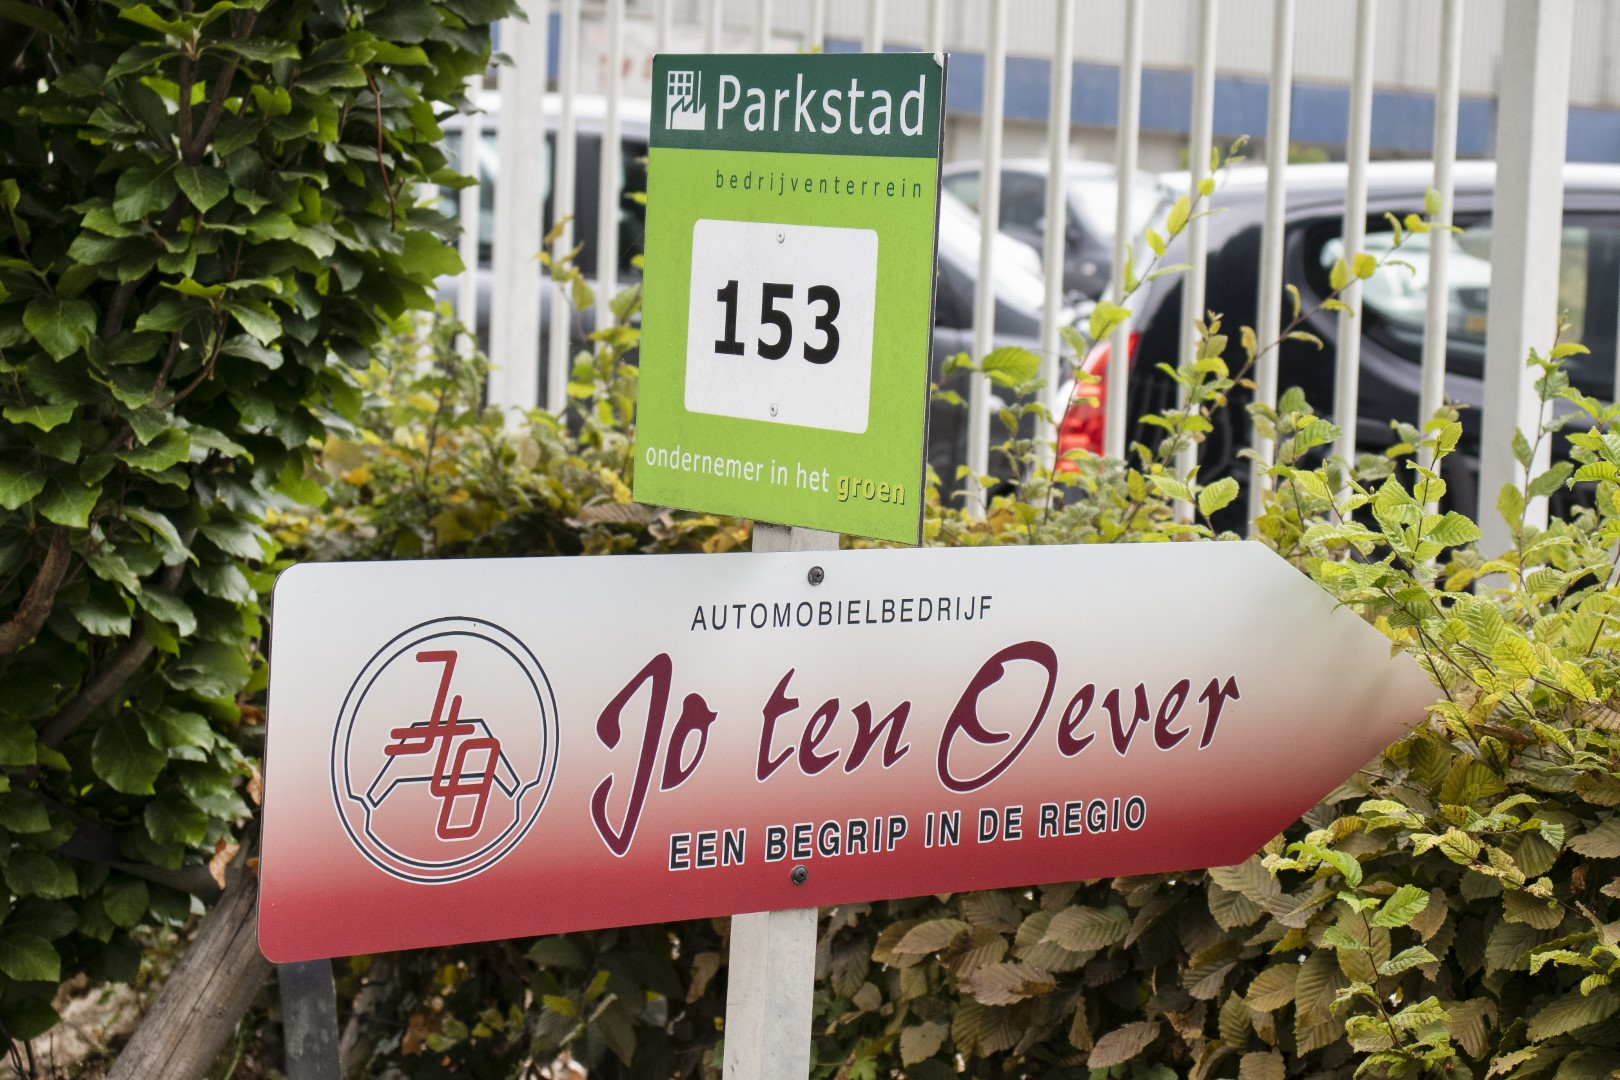 Parkstad
bedrijventerrein
153
ondernemer in het groen
AUTOMOBIELBEDRIJF
Jo ten Oever
EEN BEGRIP IN DE REGIO